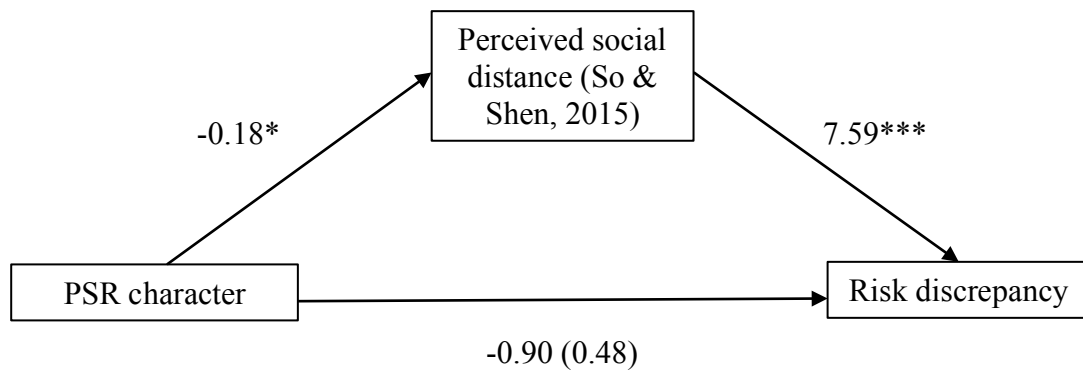 Perceived social
distance (So &
Shen, 2015)
-0.18*
7.59***
PSR character
Risk discrepancy
-0.90 (0.48)